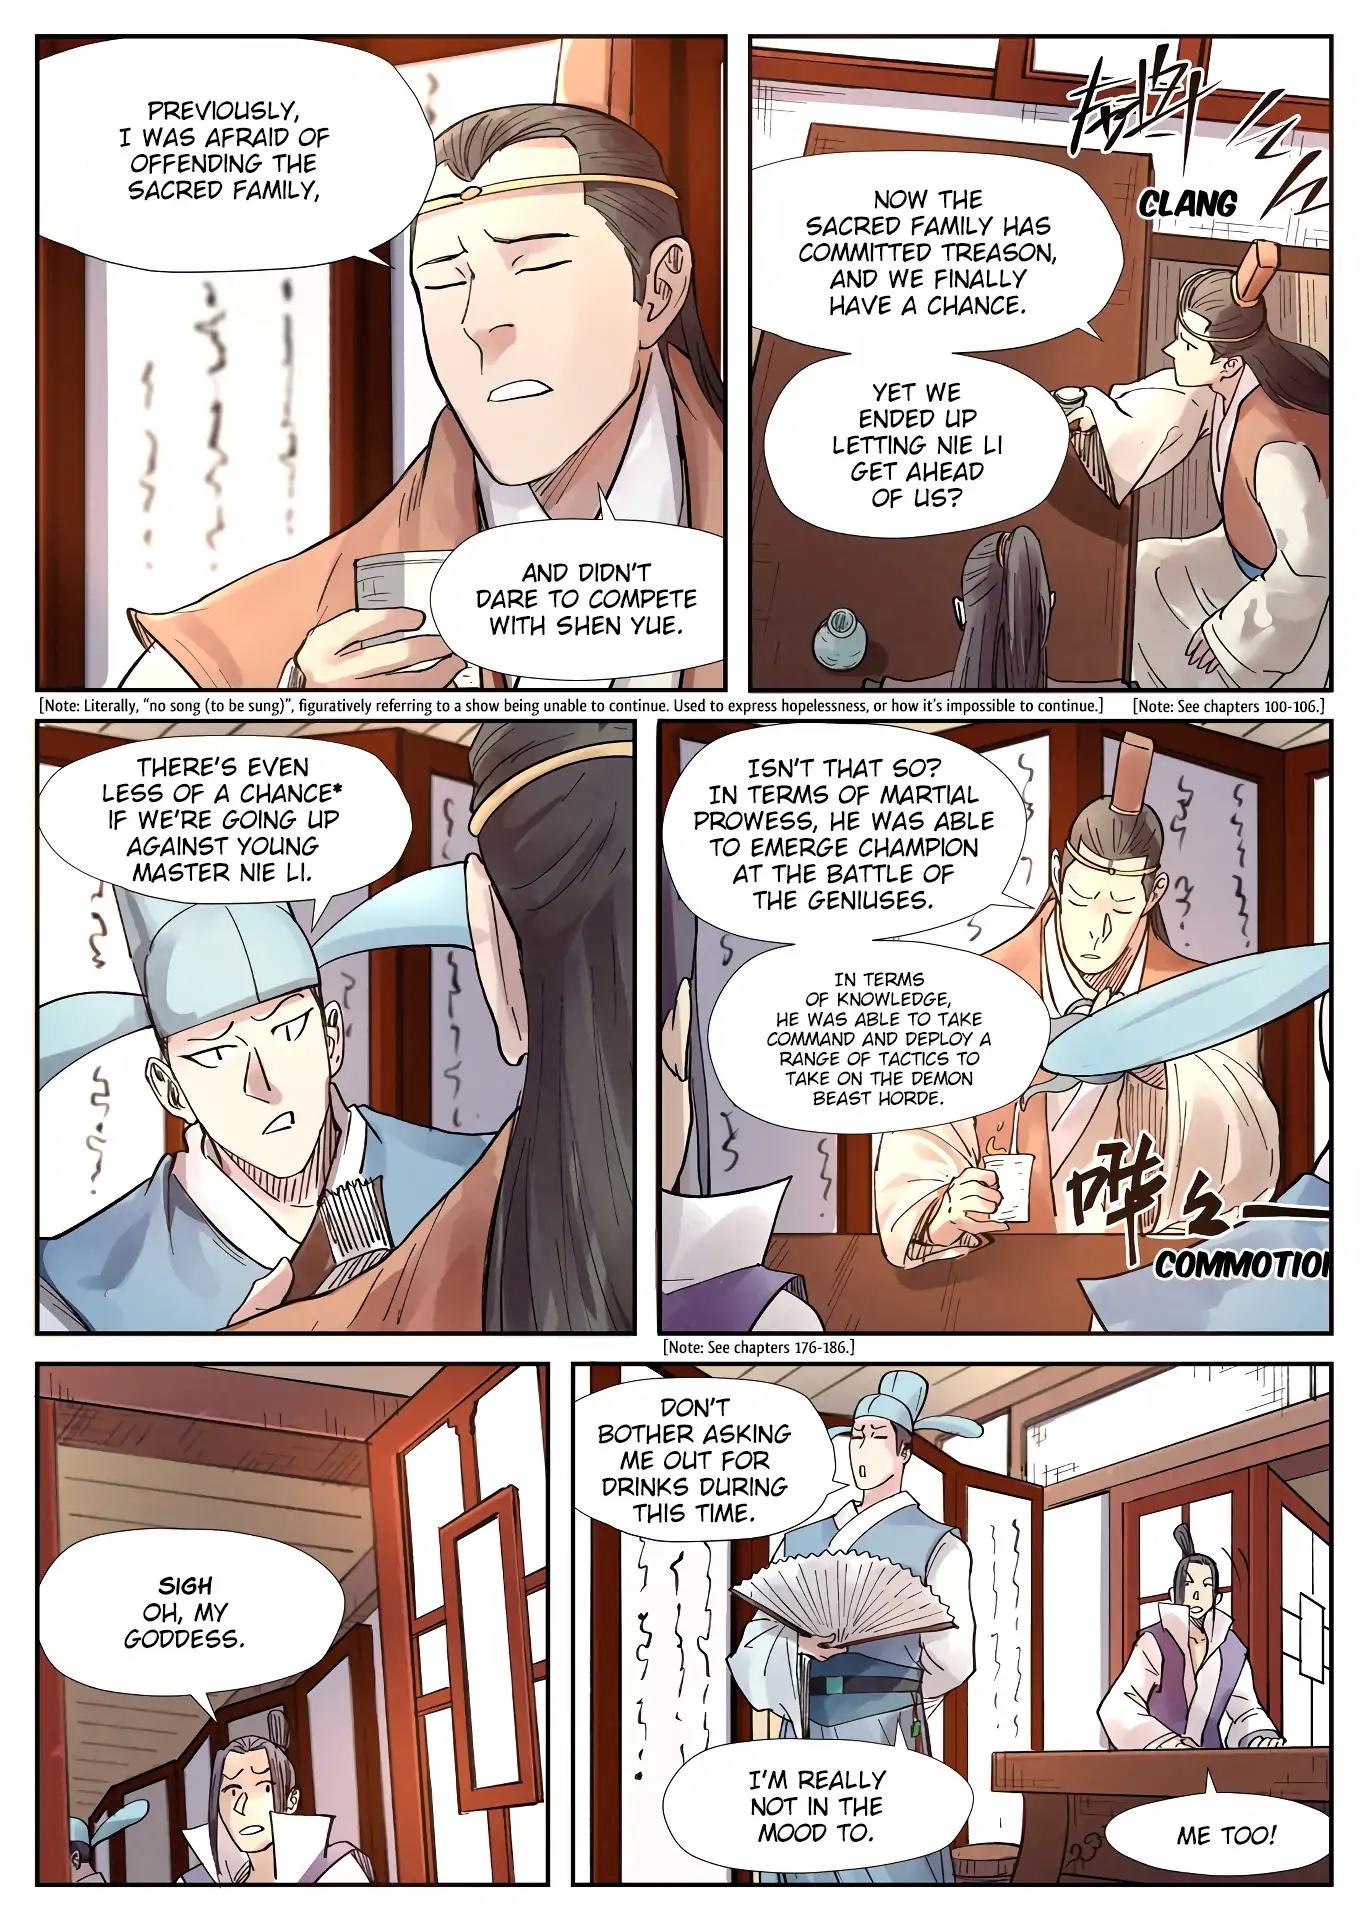 PREVIOUSLY,
I WAS AFRAID OF
OFFENDING THE
SACRED FAMILY,
AND DIDN'T
DARE TO COMPETE
WITH SHEN YUE.
CLANG
NOW THE
SACRED FAMILY HAS
COMMITTED TREASON,
AND WE FINALLY
HAVE A CHANCE.
YET WE
ENDED UP
LETTING NIE LI
GET AHEAD
OF US?
[Note: Literally, "no song (to be sung)", figuratively referring to a show being unable to continue. Used to express hopelessness, or how it's impossible to continue.]
[Note: See chapters 100-106.]
THERE'S EVEN
LESS OF A CHANCE*
IF WE'RE GOING UP
AGAINST YOUNG
MASTER NIE LI.
ISN'T THAT SO?
IN TERMS OF MARTIAL
PROWESS, HE WAS ABLE
TO EMERGE CHAMPION
AT THE BATTLE OF
THE GENIUSES.
IN TERMS
OF KNOWLEDGE,
HE WAS ABLE TO TAKE
COMMAND AND DEPLOY A
RANGE OF TACTICS TO
TAKE ON THE DEMON
BEAST HORDE.
哗
COMMOTION
[Note: See chapters 176-186.]
SIGH
OH, MY
GODDESS.
DON'T
BOTHER ASKING
ME OUT FOR
DRINKS DURING
THIS TIME.
I'M REALLY
NOT IN THE
MOOD TO.
ME TOO!